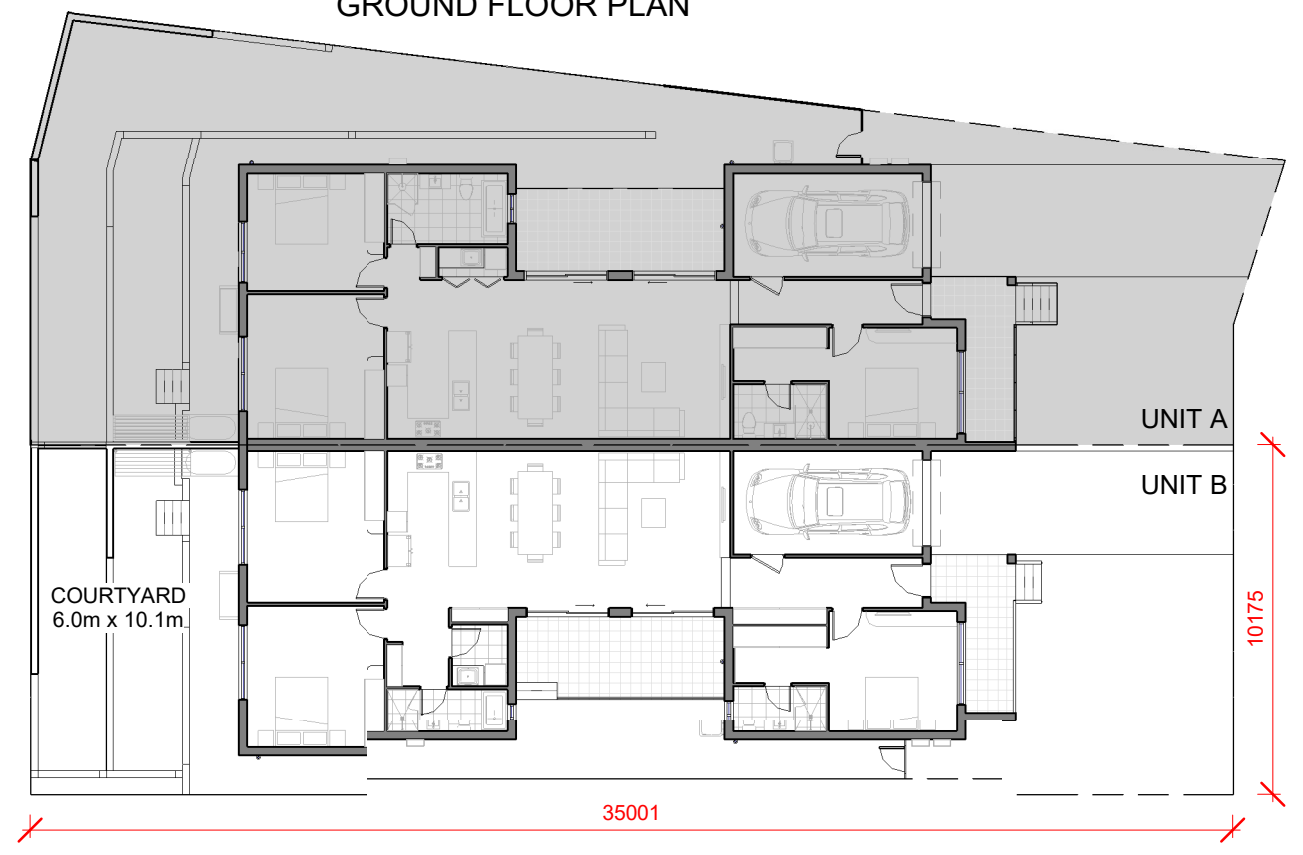 GROUND FLOOR PLAN
UNIT A
UNIT B
COURTYARD
6.0m x 10.1m
10175
35001